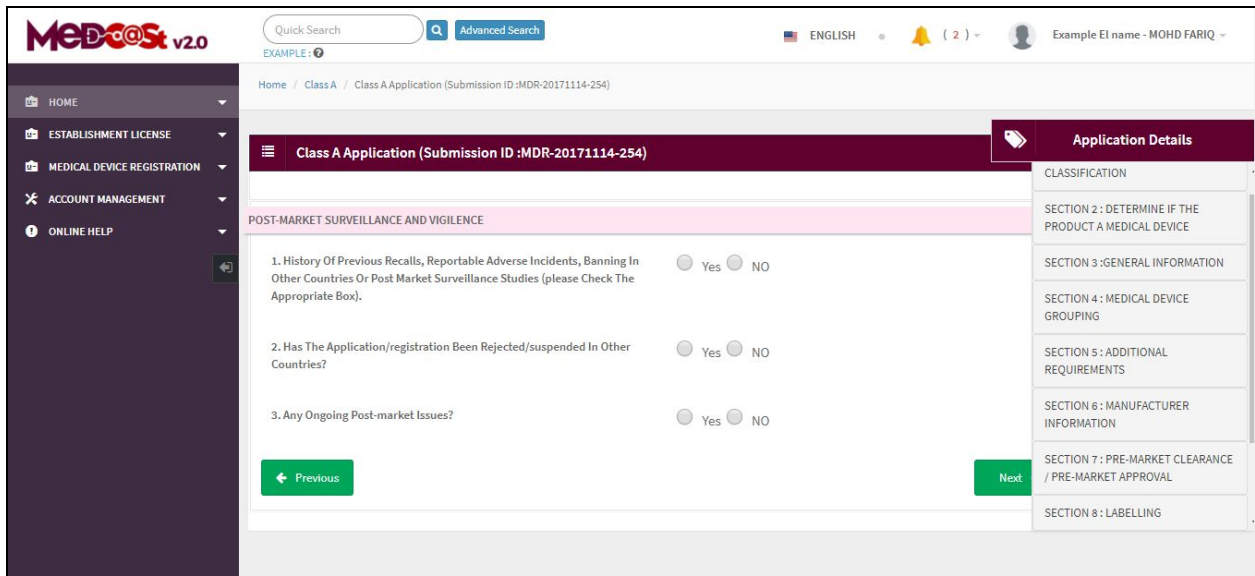 MeDC@St v2.0
Quick Search
Advanced Search
EXAMPLE :
ENGLISH
( 2 )
Example El name - MOHD FARIQ
Home / Class A / Class A Application (Submission ID :MDR-20171114-254)
HOME
ESTABLISHMENT LICENSE
MEDICAL DEVICE REGISTRATION
ACCOUNT MANAGEMENT
ONLINE HELP
Class A Application (Submission ID :MDR-20171114-254)
POST-MARKET SURVEILLANCE AND VIGILENCE
1. History Of Previous Recalls, Reportable Adverse Incidents, Banning In
Other Countries Or Post Market Surveillance Studies (please Check The
Appropriate Box).
Yes NO
2. Has The Application/registration Been Rejected/suspended In Other
Countries?
Yes NO
3. Any Ongoing Post-market Issues?
Yes NO
Previous
Next
Application Details
CLASSIFICATION
SECTION 2 : DETERMINE IF THE
PRODUCT A MEDICAL DEVICE
SECTION 3 :GENERAL INFORMATION
SECTION 4 : MEDICAL DEVICE
GROUPING
SECTION 5 : ADDITIONAL
REQUIREMENTS
SECTION 6 : MANUFACTURER
INFORMATION
SECTION 7 : PRE-MARKET CLEARANCE
/ PRE-MARKET APPROVAL
SECTION 8 : LABELLING